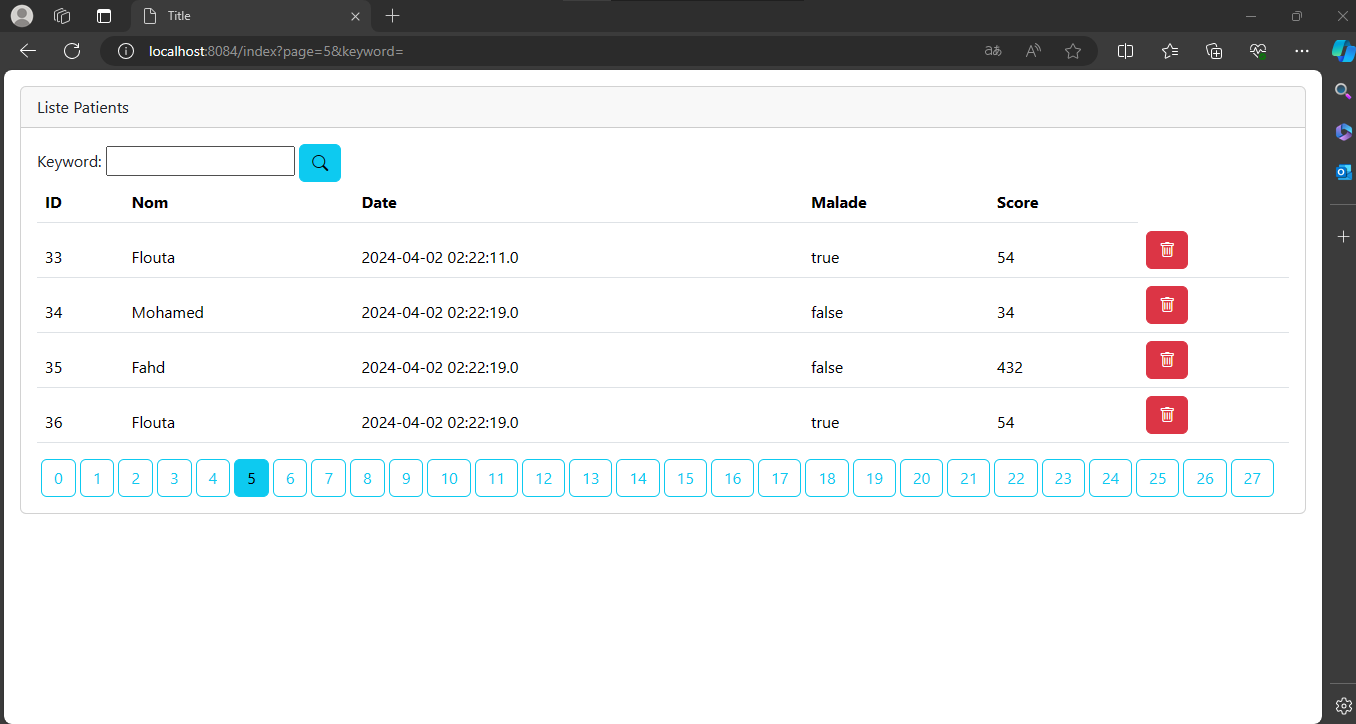 Title
localhost:8084/index?page=5&keyword=
Liste Patients
Keyword:
ID Nom Date Malade Score
33 Flouta 2024-04-02 02:22:11.0 true 54
34 Mohamed 2024-04-02 02:22:19.0 false 34
35 Fahd 2024-04-02 02:22:19.0 false 432
36 Flouta 2024-04-02 02:22:19.0 true 54
0 1 2 3 4 5 6 7 8 9 10 11 12 13 14 15 16 17 18 19 20 21 22 23 24 25 26 27